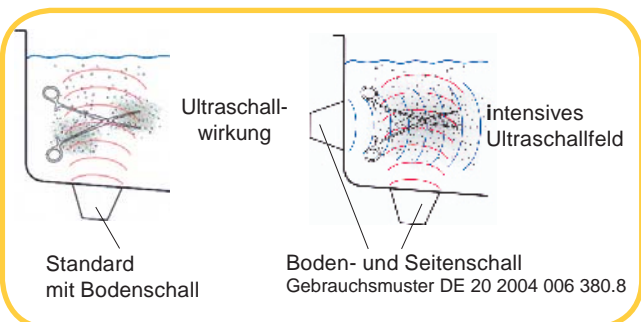 Ultraschall-
wirkung
intensives
Ultraschallfeld
Standard
mit Bodenschall
Boden- und Seitenschall
Gebrauchsmuster DE 20 2004 006 380.8